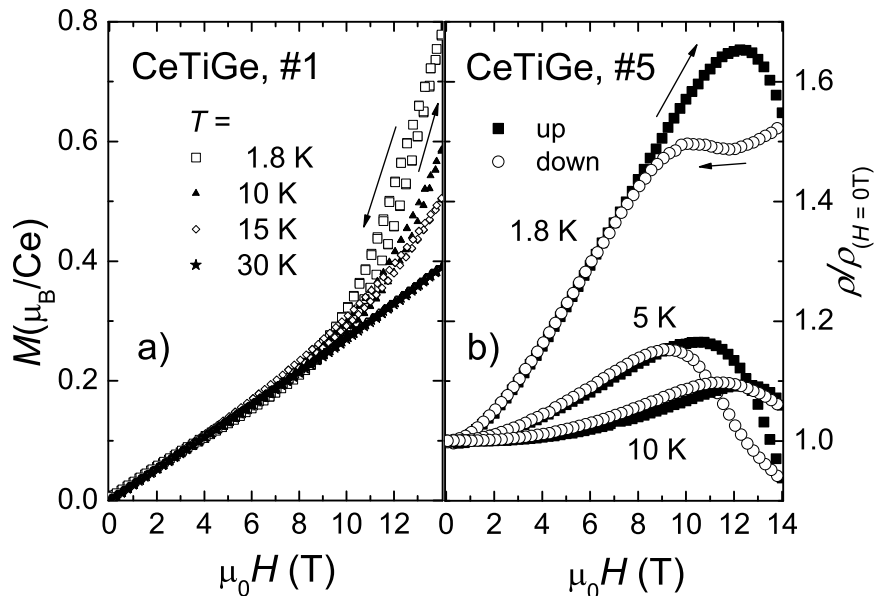 CeTiGe, #1
T =
1.8 K
10 K
15 K
30 K
a)
M(μB/Ce)
0.0
0.2
0.4
0.6
0.8
0 2 4 6 8 10 12
μ0H (T)
CeTiGe, #5
up
down
1.8 K
5 K
10 K
b)
0 2 4 6 8 10 12 14
μ0H (T)
1.0
1.2
1.4
1.6
ρ/ρ(H = 0T)